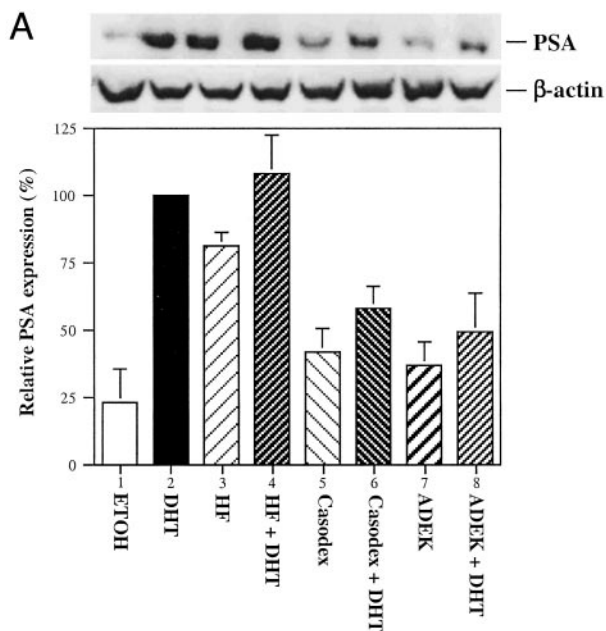 A
PSA
β-actin
Relative PSA expression (%)
125
100
75
50
25
0
1 2 3 4 5 6 7 8
ETOH
DHT
HF
HF + DHT
Casodex
Casodex + DHT
ADEK
ADEK + DHT